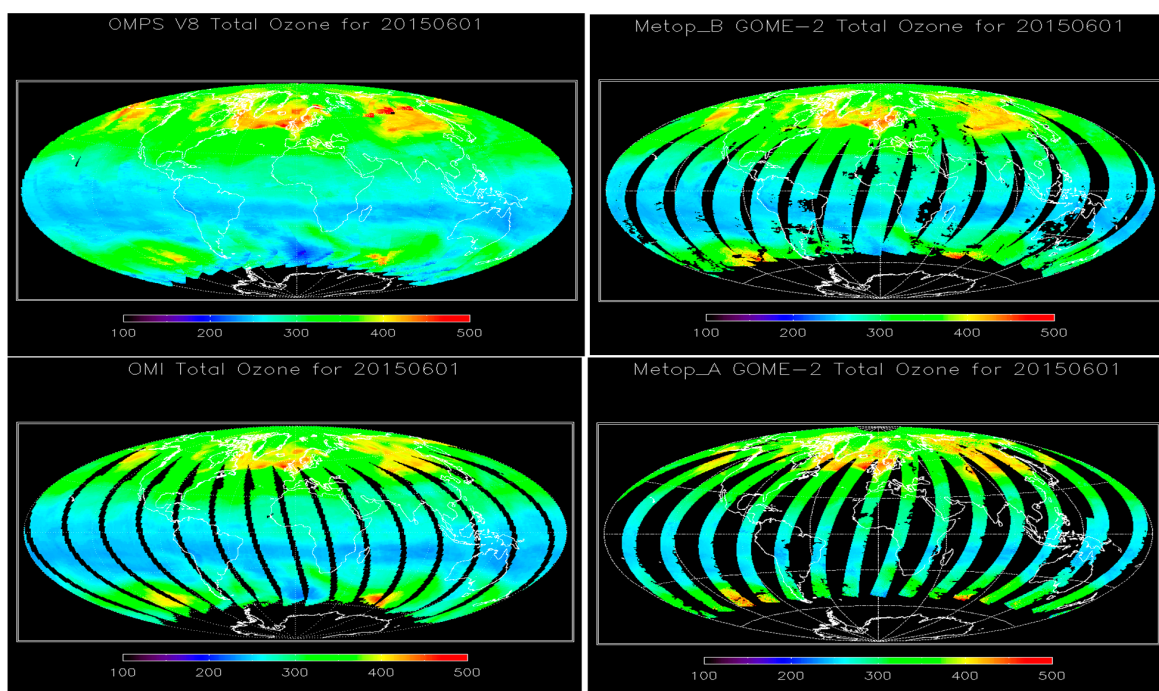 OMPS V8 Total Ozone for 20150601
100 200 300 400 500
Metop_B GOME-2 Total Ozone for 20150601
100 200 300 400 500
OMI Total Ozone for 20150601
100 200 300 400 500
Metop_A GOME-2 Total Ozone for 20150601
100 200 300 400 500